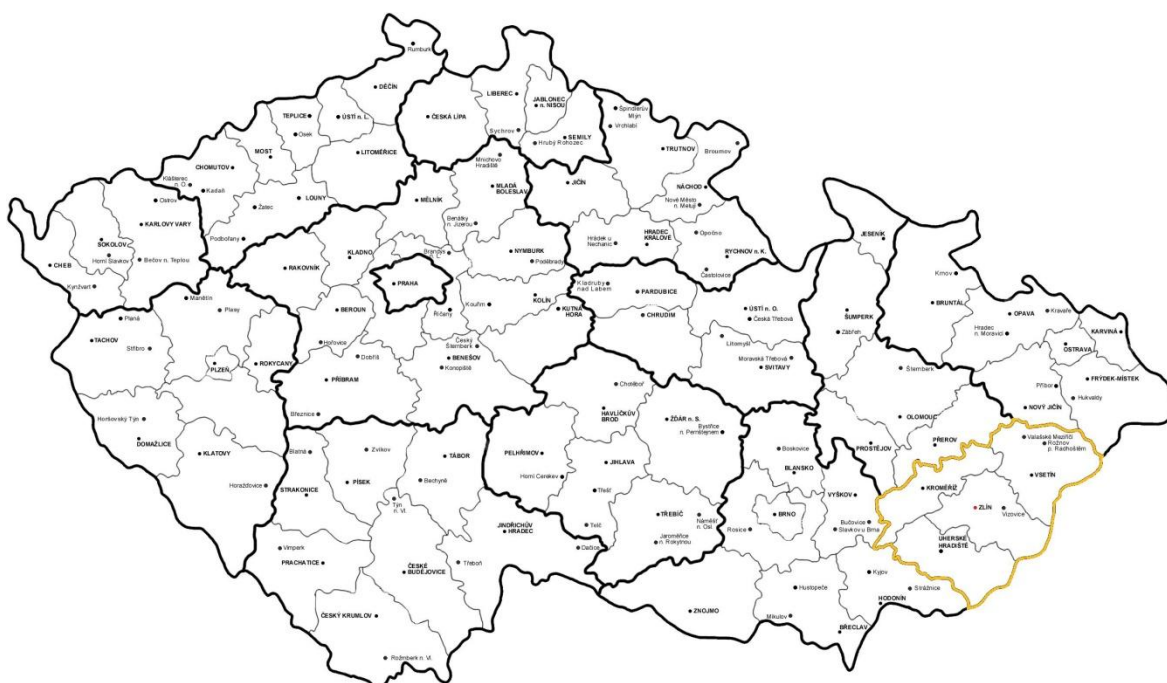 Rumburk
DĚČÍN
LIBEREC
JABLONEC
n. NISOU
Špindlerův
Mlýn
Vrchlabí
TEPLICE
ÚSTÍ n. L.
ČESKÁ LÍPA
Osek
Sychrov
Hrubý Rohozec
SEMILY
TRUTNOV
Broumov
MOST
LITOMĚŘICE
Mnichovo
Hradiště
CHOMUTOV
Klášterec
n. O.
Kadaň
JIČÍN
NÁCHOD
MLADÁ
BOLESLAV
Ostrov
Žatec
LOUNY
MĚLNÍK
Nové Město
n. Metují
KARLOVY VARY
Benátky
n. Jizerou
Opočno
JESENÍK
SOKOLOV
Horní Slavkov
Podbořany
KLADNO
Brandýs
n. L.
NYMBURK
Poděbrady
Hrádek u
Nechanic
HRADEC
KRÁLOVÉ
RYCHNOV n. K.
CHEB
Bečov n. Teplou
RAKOVNÍK
Častolovice
Krnov
Kynžvart
PRAHA
Kladruby
nad Labem
PARDUBICE
BRUNTÁL
Manětín
Plasy
BEROUN
Kouřim
KOLÍN
KUTNÁ
HORA
ÚSTÍ n. O.
Česká Třebová
ŠUMPERK
OPAVA
Kravaře
Planá
Říčany
CHRUDIM
Zábřeh
Hradec
n. Moravicí
KARVINÁ
TACHOV
Stříbro
Hořovice
Český
Šternberk
Litomyšl
OSTRAVA
PLZEŇ
ROKYCANY
Dobříš
BENEŠOV
Konopiště
Moravská Třebová
SVITAVY
Šternberk
FRÝDEK-MÍSTEK
PŘÍBRAM
Chotěboř
Příbor
Hukvaldy
Horšovský Týn
Březnice
HAVLÍČKŮV
BROD
ŽĎÁR n. S.
Bystřice
n. Pernštejnem
OLOMOUC
NOVÝ JIČÍN
DOMAŽLICE
KLATOVY
Blatná
Zvíkov
TÁBOR
PELHŘIMOV
JIHLAVA
Boskovice
PROSTĚJOV
PŘEROV
Valašské Meziříčí
Rožnov
p. Radhoštěm
Horažďovice
STRAKONICE
PÍSEK
Bechyně
Horní Cerekev
BLANSKO
VSETÍN
Třešť
VYŠKOV
KROMĚŘÍŽ
Týn
n. Vl.
TŘEBÍČ
Náměšť
n. Osl.
BRNO
ZLÍN
Vizovice
JINDŘICHŮV
HRADEC
Telč
Rosice
Bučovice
Slavkov u Brna
Vimperk
Dačice
Jaroměřice
n. Rokytnou
UHERSKÉ
HRADIŠTĚ
PRACHATICE
ČESKÉ
BUDĚJOVICE
Třeboň
Kyjov
Hustopeče
Strážnice
ČESKÝ KRUMLOV
ZNOJMO
Mikulov
HODONÍN
BŘECLAV
Rožmberk n. Vl.